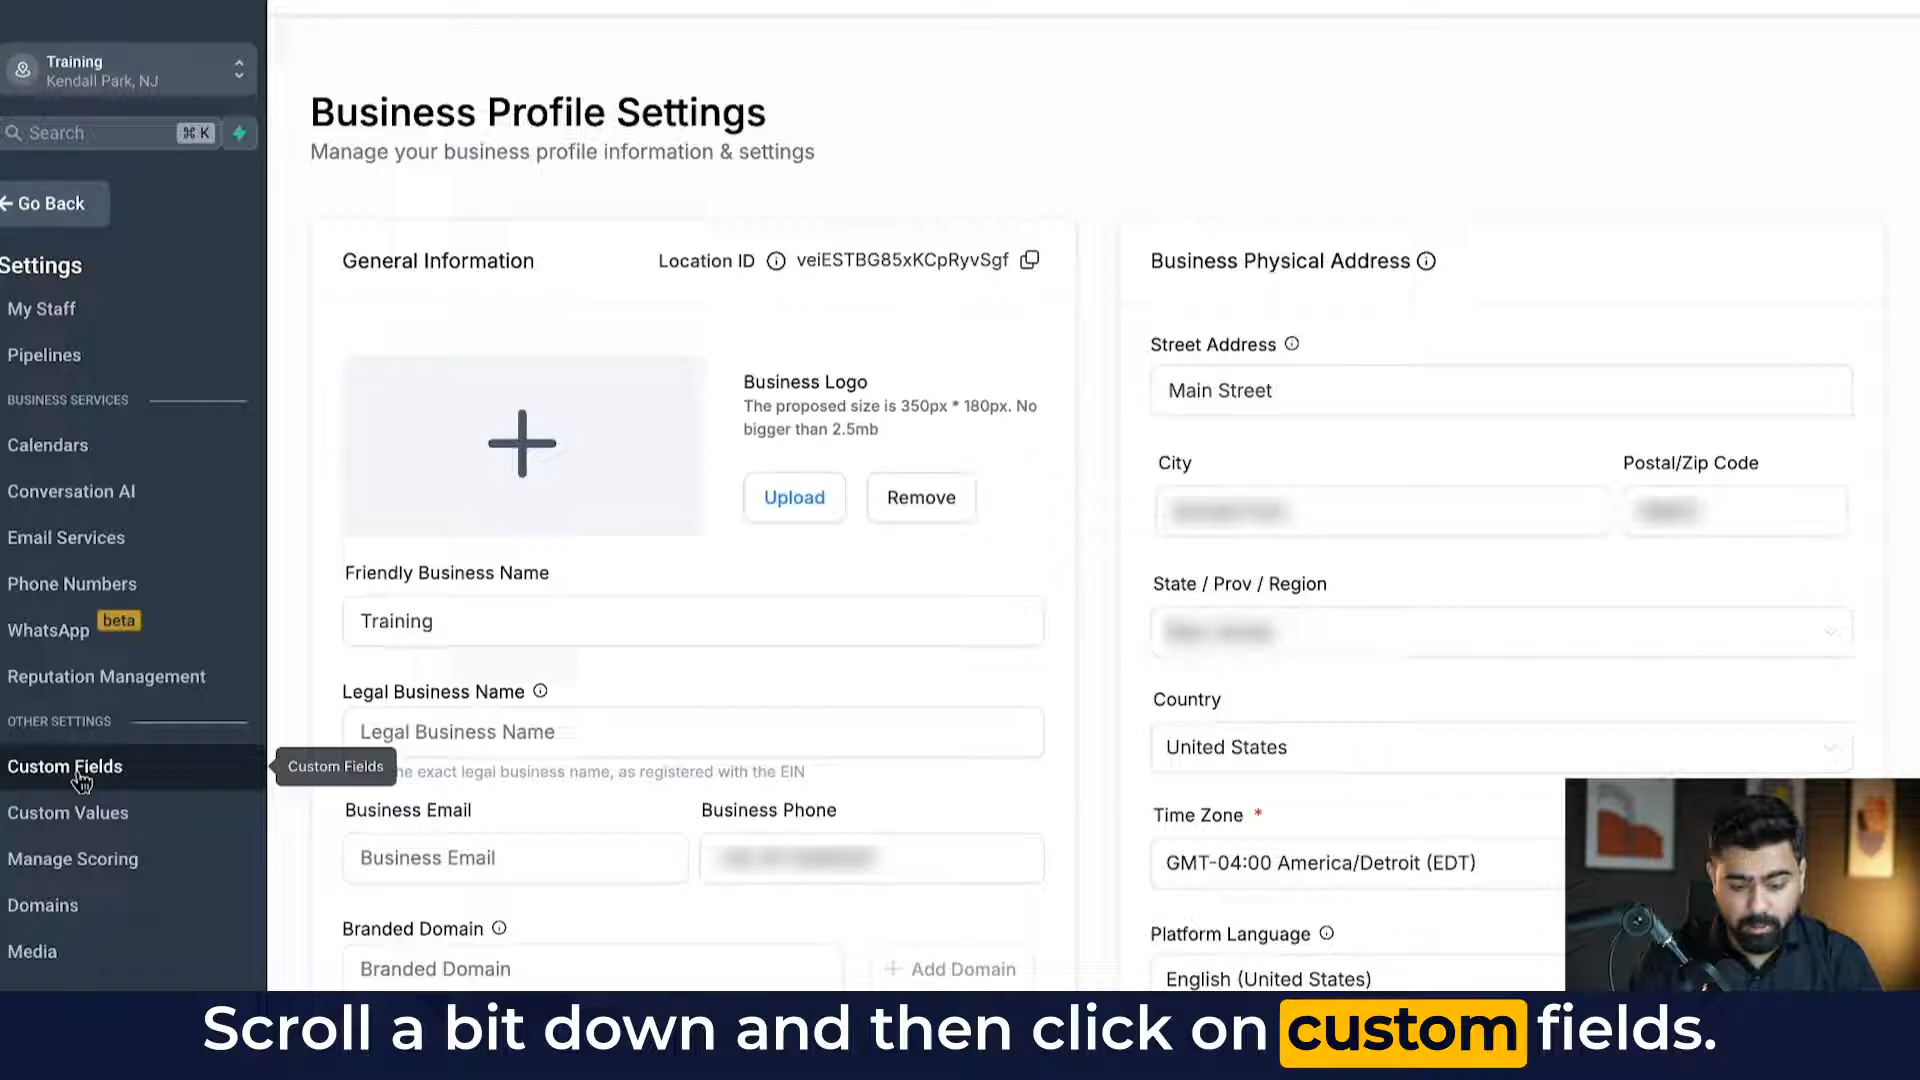 Training
Kendall Park, NJ
Search ⌘ K
Go Back
Settings
My Staff
Pipelines
BUSINESS SERVICES
Calendars
Conversation AI
Email Services
Phone Numbers
WhatsApp beta
Reputation Management
OTHER SETTINGS
Custom Fields
Custom Values
Manage Scoring
Domains
Media
Custom Fields
Business Profile Settings
Manage your business profile information & settings
General Information
Location ID veiESTBG85xKCpRyvSgf
Business Logo
The proposed size is 350px * 180px. No
bigger than 2.5mb
Upload Remove
Friendly Business Name
Training
Legal Business Name
Legal Business Name
exact legal business name, as registered with the EIN
Business Email Business Phone
Business Email
Branded Domain
Branded Domain
Add Domain
Business Physical Address
Street Address
Main Street
City Postal/Zip Code
State / Prov / Region
Country
United States
Time Zone *
GMT-04:00 America/Detroit (EDT)
Platform Language
English (United States)
Scroll a bit down and then click on custom fields.